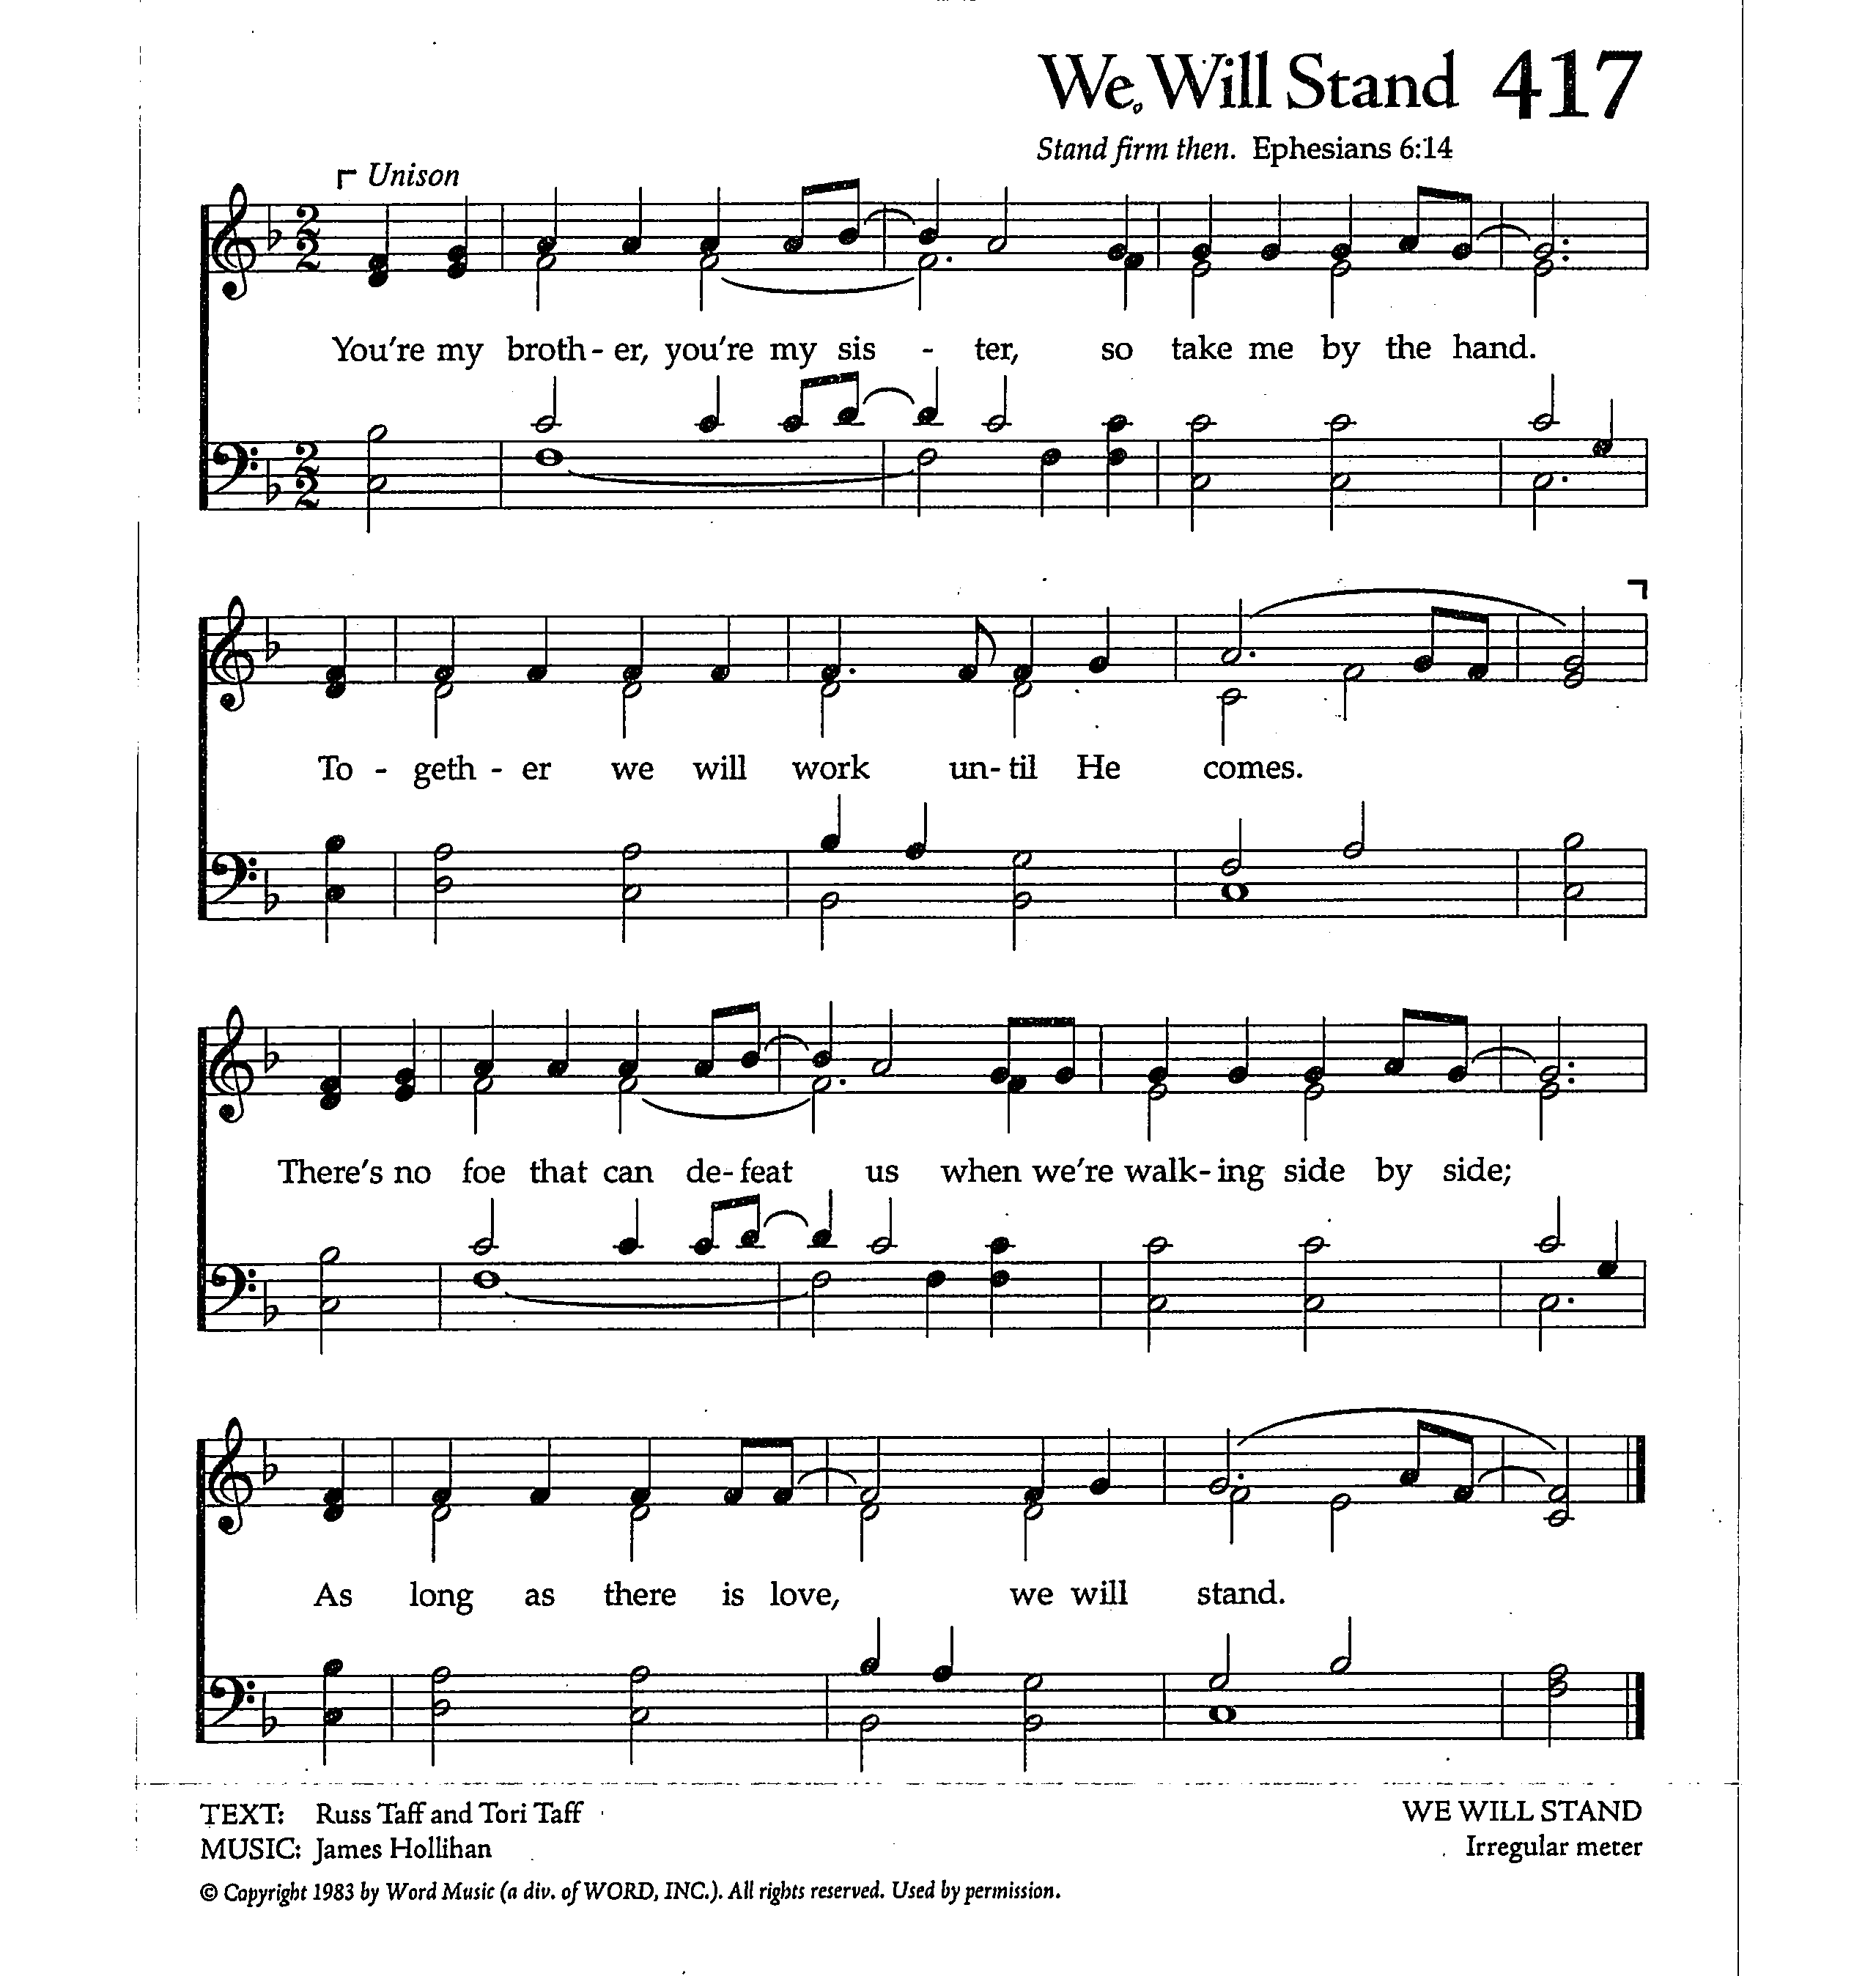 We Will Stand 417
Stand firm then. Ephesians 6:14
Unison
You're my broth - er, you're my sis - ter, so take me by the hand.
To - geth - er we will work un - til He comes.
There's no foe that can de - feat us when we're walk - ing side by side;
As long as there is love, we will stand.
TEXT: Russ Taff and Tori Taff
WE WILL STAND
MUSIC: James Hollihan
Irregular meter
© Copyright 1983 by Word Music (a div. of WORD, INC.). All rights reserved. Used by permission.